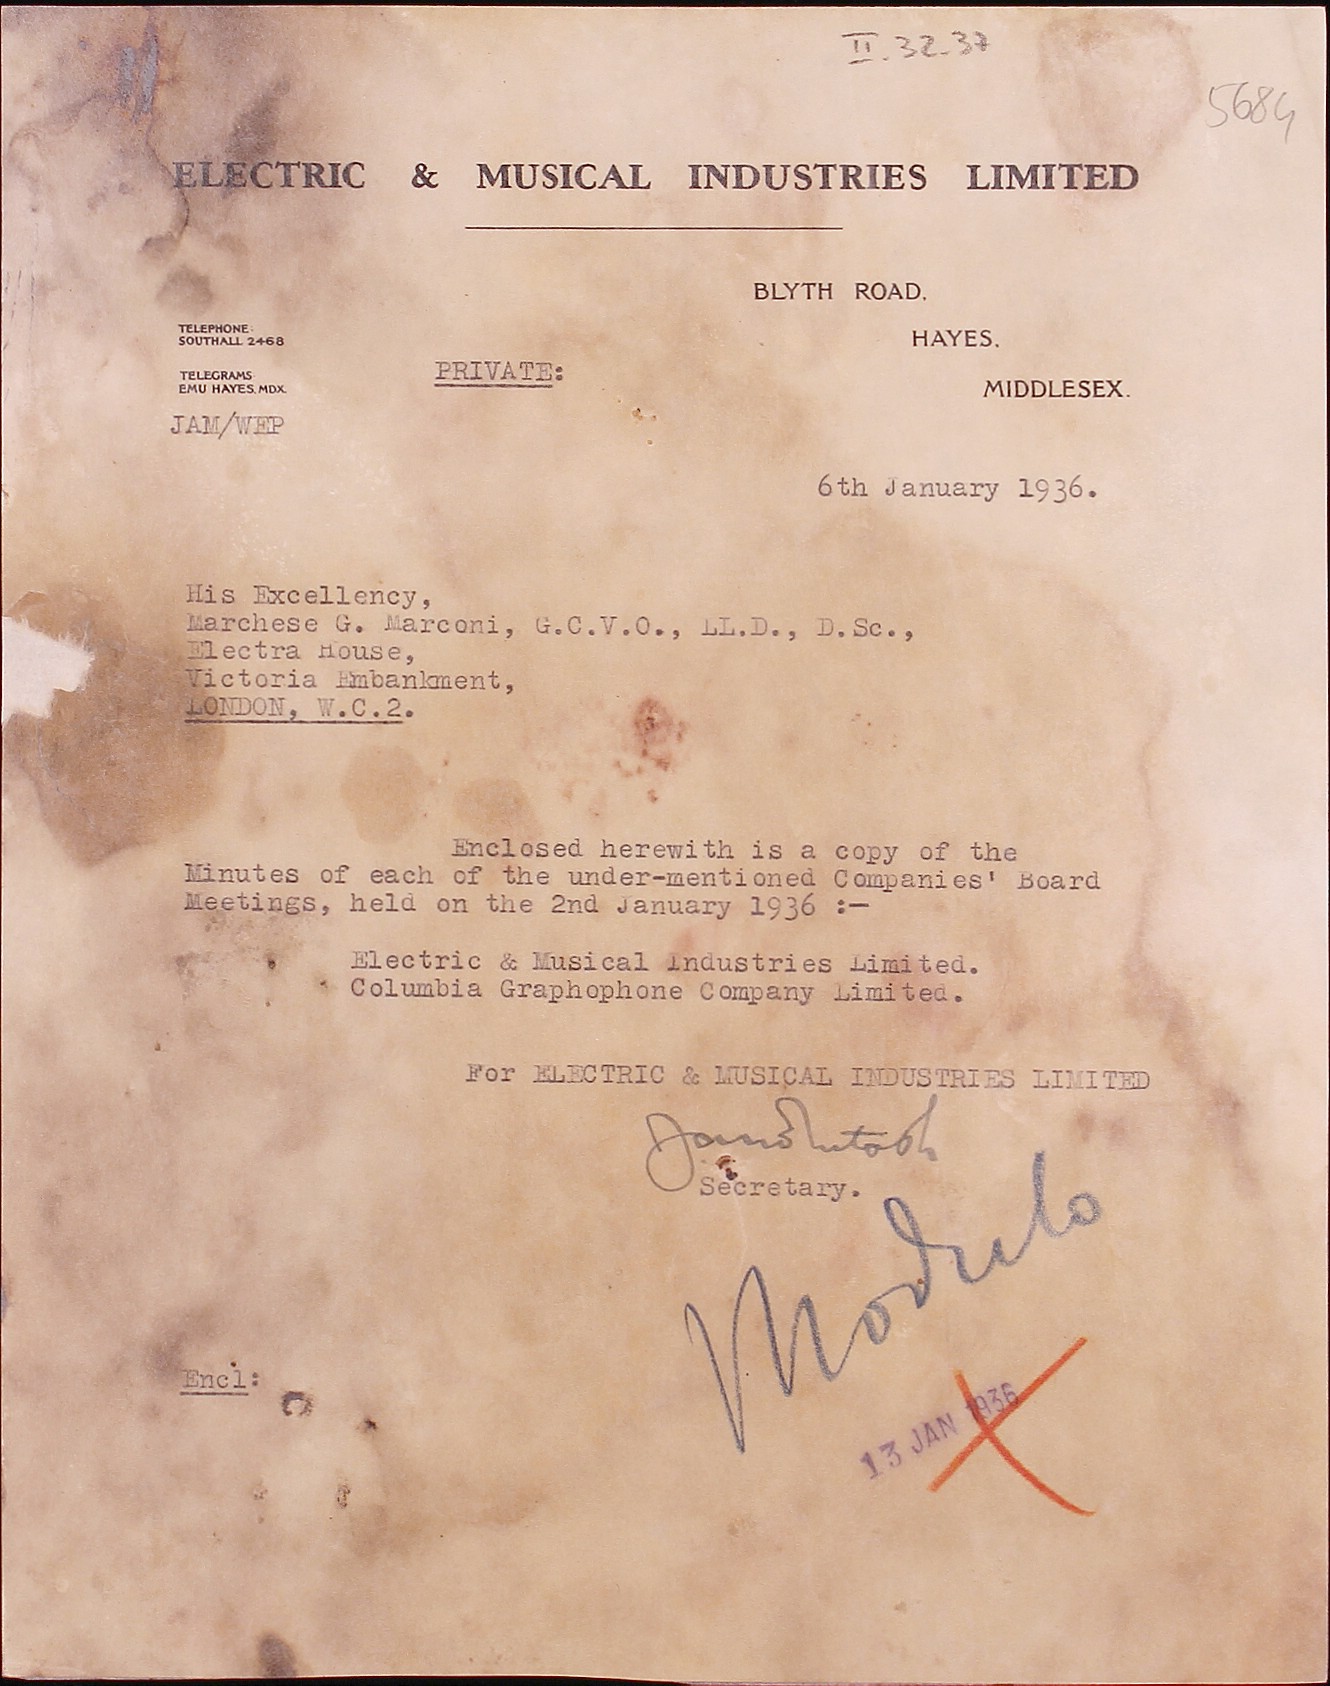 II.32.37
5684
ELECTRIC & MUSICAL INDUSTRIES LIMITED
BLYTH ROAD,
HAYES,
MIDDLESEX.
TELEPHONE:
SOUTHALL 2468
TELEGRAMS
EMU HAYES, MDX.
PRIVATE:
JAM/WEP
6th January 1936.
His Excellency,
Marchese G. Marconi, G.C.V.O., LL.D., D.Sc.,
Electra House,
Victoria Embankment,
LONDON, W.C.2.
Enclosed herewith is a copy of the
Minutes of each of the under-mentioned Companies' Board
Meetings, held on the 2nd January 1936 :-
Electric & Musical Industries Limited.
Columbia Graphophone Company Limited.
For ELECTRIC & MUSICAL INDUSTRIES LIMITED
Secretary.
Encl:
13 JAN 1936